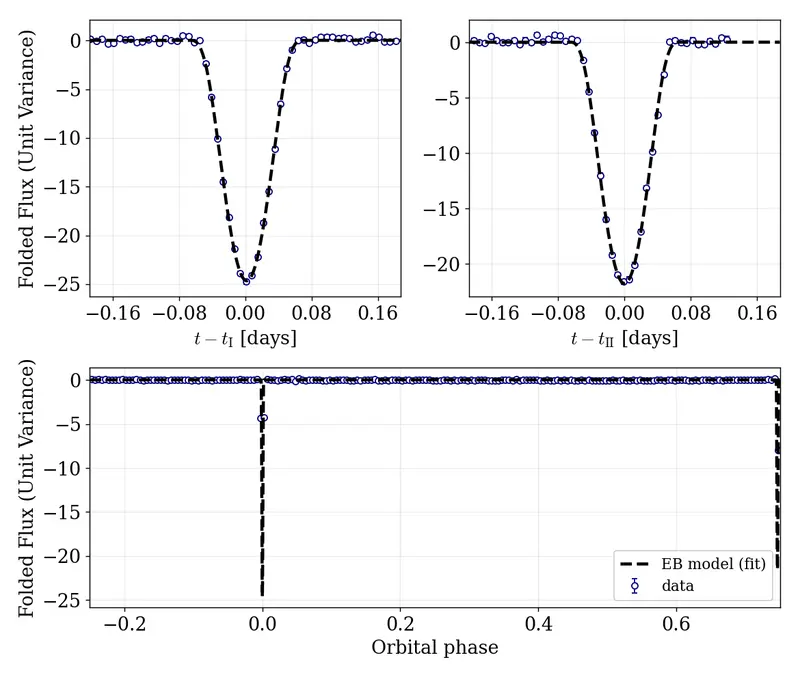 Folded Flux (Unit Variance)
0
−5
−10
−15
−20
−25
−0.16 −0.08 0.00 0.08 0.16
t − tI [days]
0
−5
−10
−15
−20
−0.16 −0.08 0.00 0.08 0.16
t − tII [days]
Folded Flux (Unit Variance)
0
−5
−10
−15
−20
−25
EB model (fit)
data
−0.2 0.0 0.2 0.4 0.6
Orbital phase